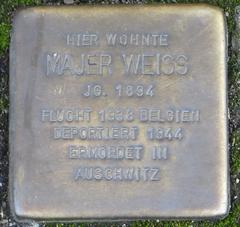 HIER WOHNTE
MAJER WEISS
JG. 1894
FLUCHT 1938 BELGIEN
DEPORTIERT 1944
ERMORDET IN
AUSCHWITZ